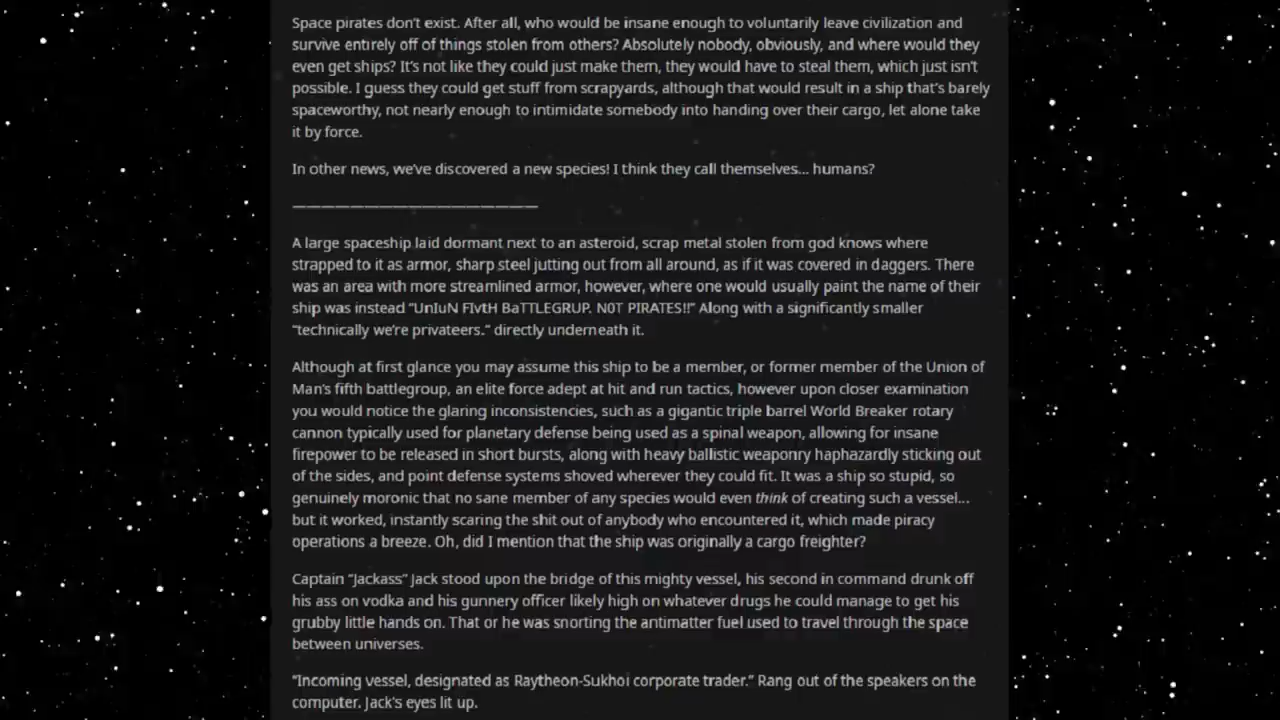 Space pirates don't exist. After all, who would be insane enough to voluntarily leave civilization and
survive entirely off of things stolen from others? Absolutely nobody, obviously, and where would they
even get ships? It's not like they could just make them, they would have to steal them, which just isn't
possible. I guess they could get stuff from scrapyards, although that would result in a ship that's barely
spaceworthy, not nearly enough to intimidate somebody into handing over their cargo, let alone take
it by force.
In other news, we've discovered a new species! I think they call themselves... humans?
—————————————————
A large spaceship laid dormant next to an asteroid, scrap metal stolen from god knows where
strapped to it as armor, sharp steel jutting out from all around, as if it was covered in daggers. There
was an area with more streamlined armor, however, where one would usually paint the name of their
ship was instead “UnIuN FIvtH BaTTLEGRUP. N0T PIRATES!!” Along with a significantly smaller
“technically we're privateers.” directly underneath it.
Although at first glance you may assume this ship to be a member, or former member of the Union of
Man's fifth battlegroup, an elite force adept at hit and run tactics, however upon closer examination
you would notice the glaring inconsistencies, such as a gigantic triple barrel World Breaker rotary
cannon typically used for planetary defense being used as a spinal weapon, allowing for insane
firepower to be released in short bursts, along with heavy ballistic weaponry haphazardly sticking out
of the sides, and point defense systems shoved wherever they could fit. It was a ship so stupid, so
genuinely moronic that no sane member of any species would even think of creating such a vessel...
but it worked, instantly scaring the shit out of anybody who encountered it, which made piracy
operations a breeze. Oh, did I mention that the ship was originally a cargo freighter?
Captain “Jackass” Jack stood upon the bridge of this mighty vessel, his second in command drunk off
his ass on vodka and his gunnery officer likely high on whatever drugs he could manage to get his
grubby little hands on. That or he was snorting the antimatter fuel used to travel through the space
between universes.
“Incoming vessel, designated as Raytheon-Sukhoi corporate trader.” Rang out of the speakers on the
computer. Jack's eyes lit up.